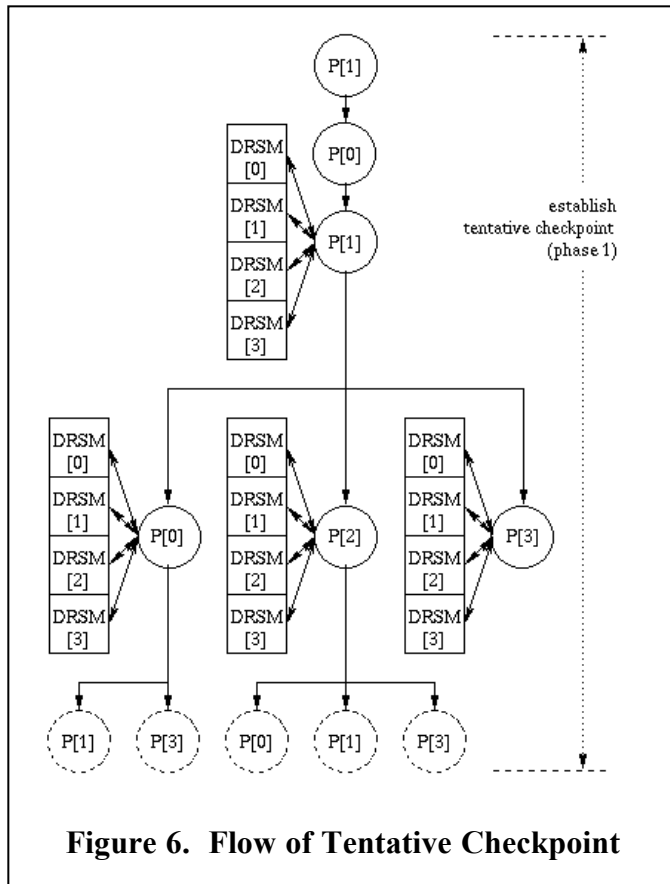 P[1]
P[0]
DRSM
[0]
DRSM
[1]
DRSM
[2]
DRSM
[3]
P[1]
establish
tentative checkpoint
(phase 1)
DRSM
[0]
DRSM
[1]
DRSM
[2]
DRSM
[3]
P[0]
DRSM
[0]
DRSM
[1]
DRSM
[2]
DRSM
[3]
P[2]
DRSM
[0]
DRSM
[1]
DRSM
[2]
DRSM
[3]
P[3]
P[1]
P[3]
P[0]
P[1]
P[3]
Figure 6. Flow of Tentative Checkpoint